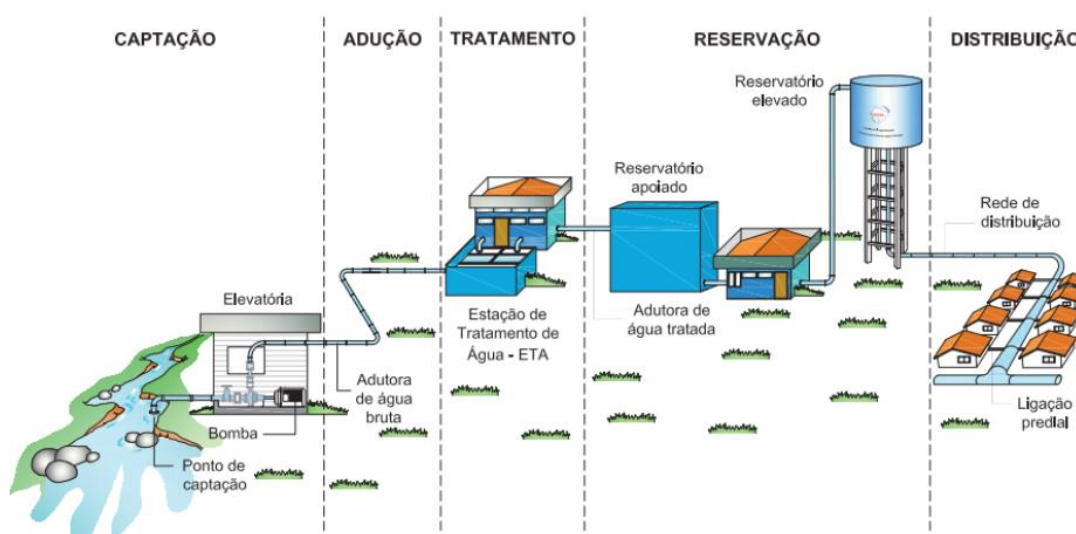 CAPTAÇÃO
ADUÇÃO
TRATAMENTO
RESERVAÇÃO
DISTRIBUIÇÃO
Reservatório
elevado
Reservatório
apoiado
Rede de
distribuição
Elevatória
Estação de
Tratamento de
Água - ETA
Adutora de
água tratada
Adutora
de água
bruta
Bomba
Ponto de
captação
Ligação
predial